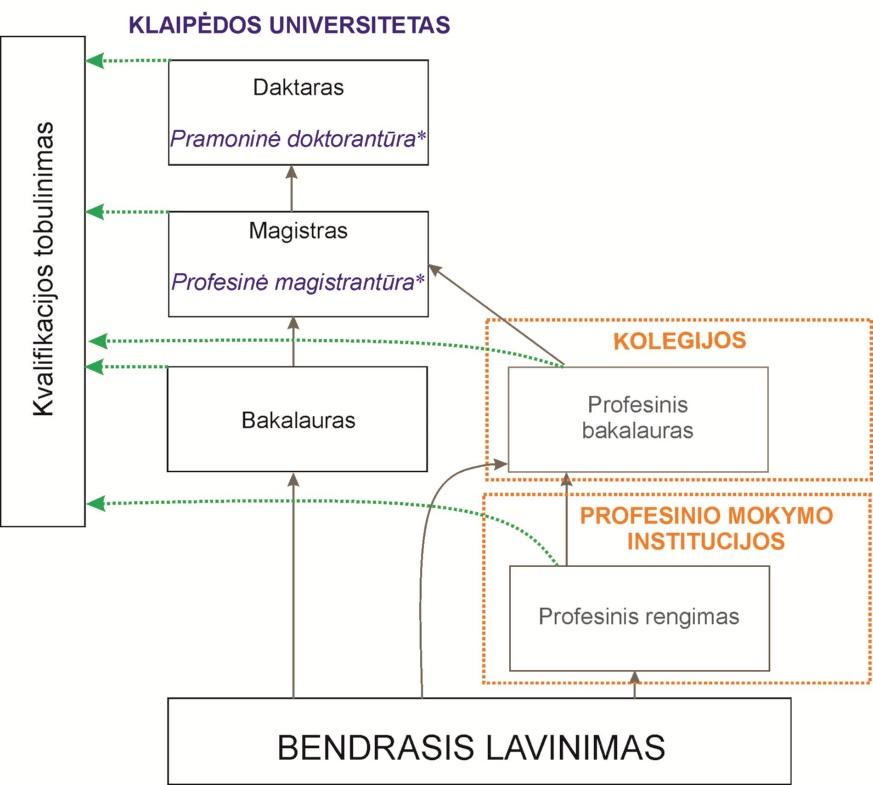 KLAIPĖDOS UNIVERSITETAS
Kvalifikacijos tobulinimas
Daktaras
Pramoninė doktorantūra*
Magistras
Profesinė magistrantūra*
Bakalauras
KOLEGIJOS
Profesinis
bakalauras
PROFESINIO MOKYMO
INSTITUCIJOS
Profesinis rengimas
BENDRASIS LAVINIMAS